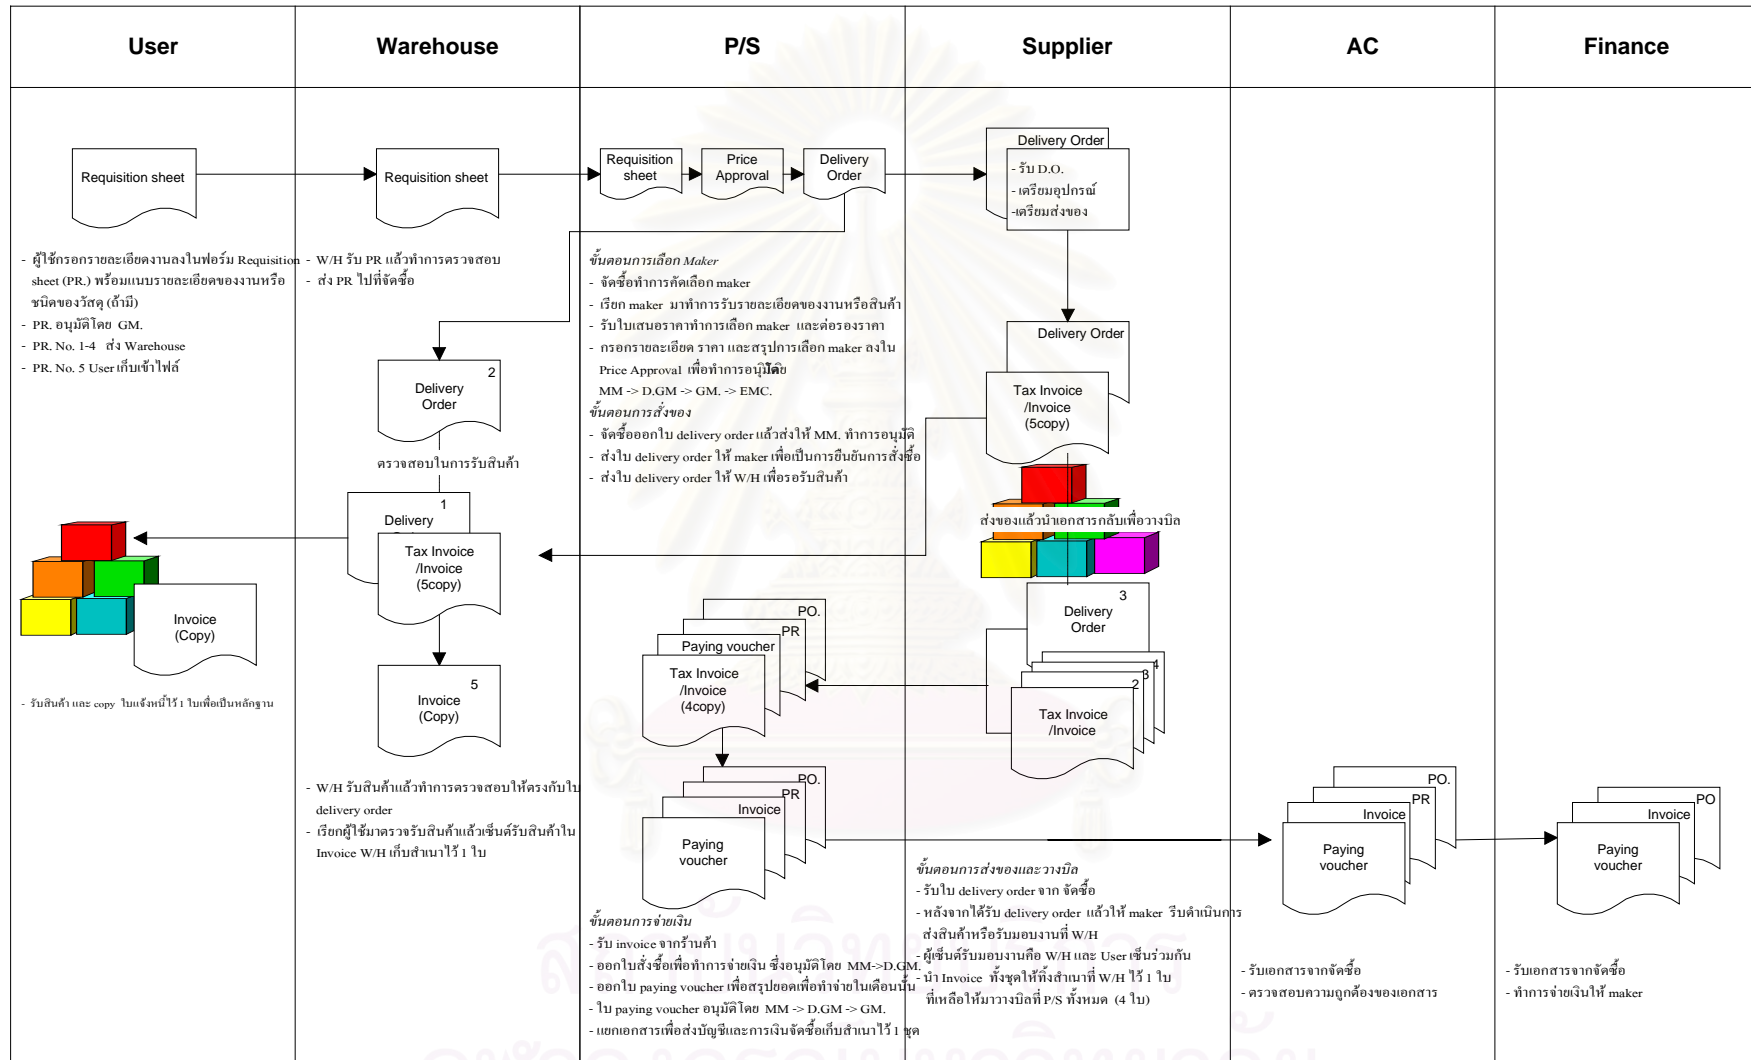 User
Warehouse
P/S
Supplier
AC
Finance
Requisition sheet
- ผู้ใช้กรอกรายละเอียดงานลงในฟอร์ม Requisition
sheet (PR.) พร้อมแนบรายละเอียดของงานหรือ
ชนิดของวัสดุ (ถ้ามี)
- PR. อนุมัติโดย GM.
- PR. No. 1-4 ส่ง Warehouse
- PR. No. 5 User เก็บเข้าไฟล์
Invoice
(Copy)
- รับสินค้า และ copy ใบแจ้งหนี้ไว้ 1 ใบเพื่อเป็นหลักฐาน
Requisition sheet
- W/H รับ PR แล้วทำการตรวจสอบ
- ส่ง PR ไปที่จัดซื้อ
2
Delivery
Order
ตรวจสอบในการรับสินค้า
1
Delivery
Tax Invoice
/Invoice
(5copy)
5
Invoice
(Copy)
- W/H รับสินค้าแล้วทำการตรวจสอบให้ตรงกับใบ
delivery order
- เรียกผู้ใช้มาตรวจรับสินค้าแล้วเซ็นต์รับสินค้าใน
Invoice W/H เก็บสำเนาไว้ 1 ใบ
Requisition
sheet
Price
Approval
Delivery
Order
ขั้นตอนการเลือก Maker
- จัดซื้อทำการคัดเลือก maker
- เรียก maker มาทำการรับรายละเอียดของงานหรือสินค้า
- รับใบเสนอราคาทำการเลือก maker และต่อรองราคา
- กรอกรายละเอียด ราคา และสรุปการเลือก maker ลงใน
Price Approval เพื่อทำการอนุมัติโดย
MM -> D.GM -> GM. -> EMC.
ขั้นตอนการสั่งของ
- จัดซื้อออกใบ delivery order แล้วส่งให้ MM. ทำการอนุมัติ
- ส่งใบ delivery order ให้ maker เพื่อเป็นการยืนยันการสั่งซื้อ
- ส่งใบ delivery order ให้ W/H เพื่อรอรับสินค้า
PO.
PR
Paying voucher
Tax Invoice
/Invoice
(4copy)
PO.
PR
Invoice
Paying
voucher
ขั้นตอนการจ่ายเงิน
- รับ invoice จากร้านค้า
- ออกใบสั่งซื้อเพื่อทำการจ่ายเงิน ซึ่งอนุมัติโดย MM->D.GM.
- ออกใบ paying voucher เพื่อสรุปยอดเพื่อทำจ่ายในเดือนนั้น
- ใบ paying voucher อนุมัติโดย MM -> D.GM -> GM.
- แยกเอกสารเพื่อส่งบัญชีและการเงินจัดซื้อเก็บสำเนาไว้ 1 ชุด
Delivery Order
- รับ D.O.
- เตรียมอุปกรณ์
-เตรียมส่งของ
Delivery Order
Tax Invoice
/Invoice
(5copy)
ส่งของแล้วนำเอกสารกลับเพื่อวางบิล
3
Delivery
Order
4
3
2
Tax Invoice
/Invoice
ขั้นตอนการส่งของและวางบิล
- รับใบ delivery order จาก จัดซื้อ
- หลังจากได้รับ delivery order แล้วให้ maker รีบดำเนินการ
ส่งสินค้าหรือรับมอบงานที่ W/H
- ผู้เซ็นต์รับมอบงานคือ W/H และ User เซ็นร่วมกัน
- นำ Invoice ทั้งชุดให้ทิ้งสำเนาที่ W/H ไว้ 1 ใบ
ที่เหลือให้มาวางบิลที่ P/S ทั้งหมด (4 ใบ)
PO.
PR
Invoice
Paying
voucher
- รับเอกสารจากจัดซื้อ
- ตรวจสอบความถูกต้องของเอกสาร
PO
Invoice
Paying
voucher
- รับเอกสารจากจัดซื้อ
- ทำการจ่ายเงินให้ maker
สถาบันวิทยบริการ
จุฬาลงกรณ์มหาวิทยาลัย